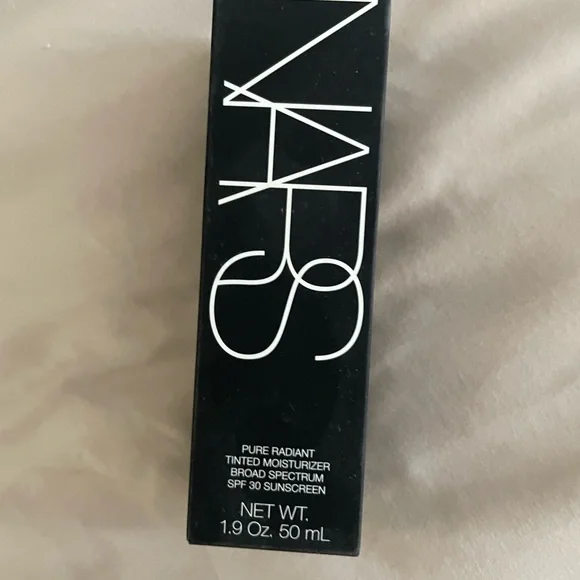 NARS
PURE RADIANT
TINTED MOISTURIZER
BROAD SPECTRUM
SPF 30 SUNSCREEN
NET WT.
1.9 Oz. 50 mL